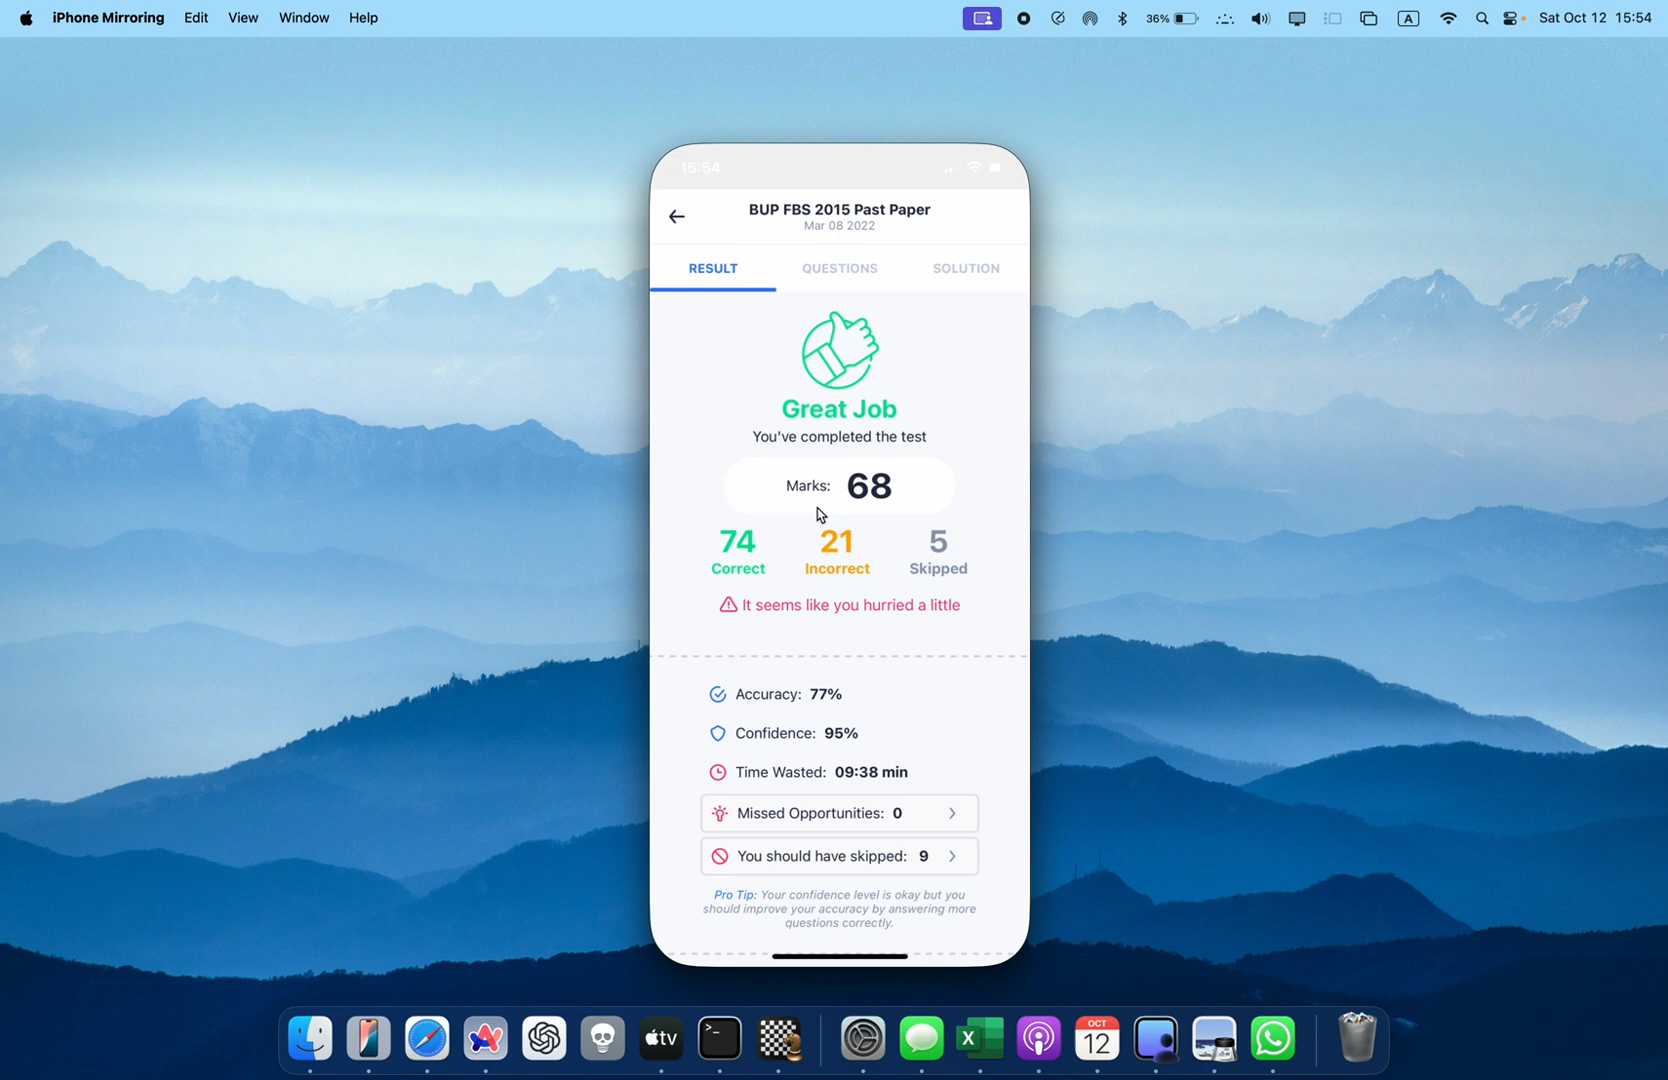 iPhone Mirroring Edit View Window Help 36% A Sat Oct 12 15:54
15:54
BUP FBS 2015 Past Paper
Mar 08 2022
RESULT QUESTIONS SOLUTION
Great Job
You've completed the test
Marks: 68
74 21 5
Correct Incorrect Skipped
It seems like you hurried a little
Accuracy: 77%
Confidence: 95%
Time Wasted: 09:38 min
Missed Opportunities: 0
You should have skipped: 9
Pro Tip: Your confidence level is okay but you
should improve your accuracy by answering more
questions correctly.
tv >_ X OCT
12